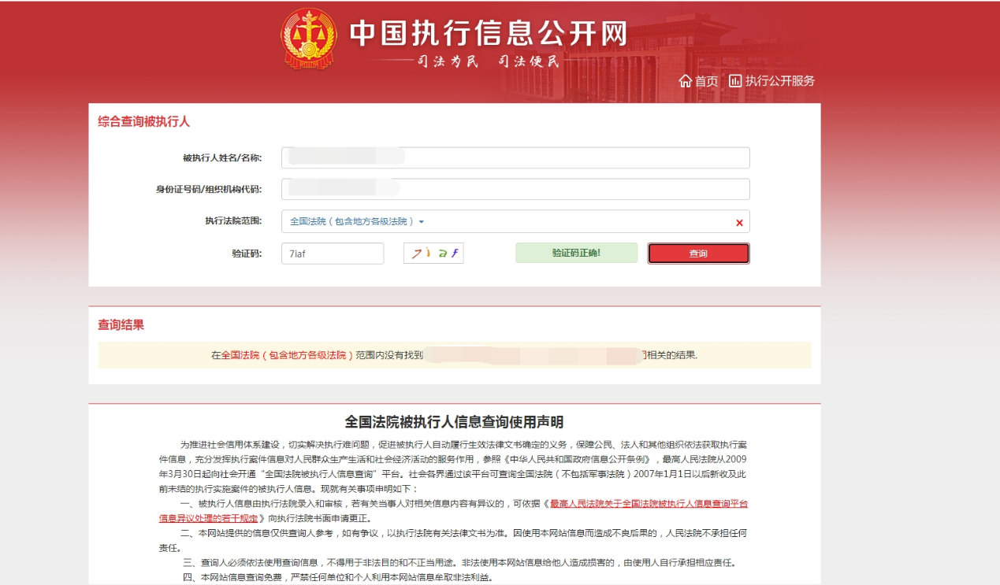 中国执行信息公开网
司法为民 司法便民
首页 执行公开服务
综合查询被执行人
被执行人姓名/名称:
身份证号码/组织机构代码:
执行法院范围: 全国法院（包含地方各级法院）
验证码: 7iaf 7iaf 验证码正确! 查询
查询结果
在全国法院（包含地方各级法院）范围内没有找到 相关的结果.
全国法院被执行人信息查询使用声明
为推进社会信用体系建设，切实解决执行难问题，促进被执行人自动履行生效法律文书确定的义务，保障公民、法人和其他组织依法获取执行案
件信息，充分发挥执行案件信息对人民群众生产生活和社会经济活动的服务作用，参照《中华人民共和国政府信息公开条例》，最高人民法院从2009
年3月30日起向社会开通“全国法院被执行人信息查询”平台。社会各界通过该平台可查询全国法院（不包括军事法院）2007年1月1日以后新收及此
前未结的执行实施案件的被执行人信息。现就有关事项申明如下：
一、被执行人信息由执行法院录入和审核，若有关当事人对相关信息内容有异议的，可依据《最高人民法院关于全国法院被执行人信息查询平台
信息异议处理的若干规定》向执行法院书面申请更正。
二、本网站提供的信息仅供查询人参考，如有争议，以执行法院有关法律文书为准。因使用本网站信息而造成不良后果的，人民法院不承担任何
责任。
三、查询人必须依法使用查询信息，不得用于非法目的和不正当用途。非法使用本网站信息给他人造成损害的，由使用人自行承担相应责任。
四、本网站信息查询免费，严禁任何单位和个人利用本网站信息牟取非法利益。